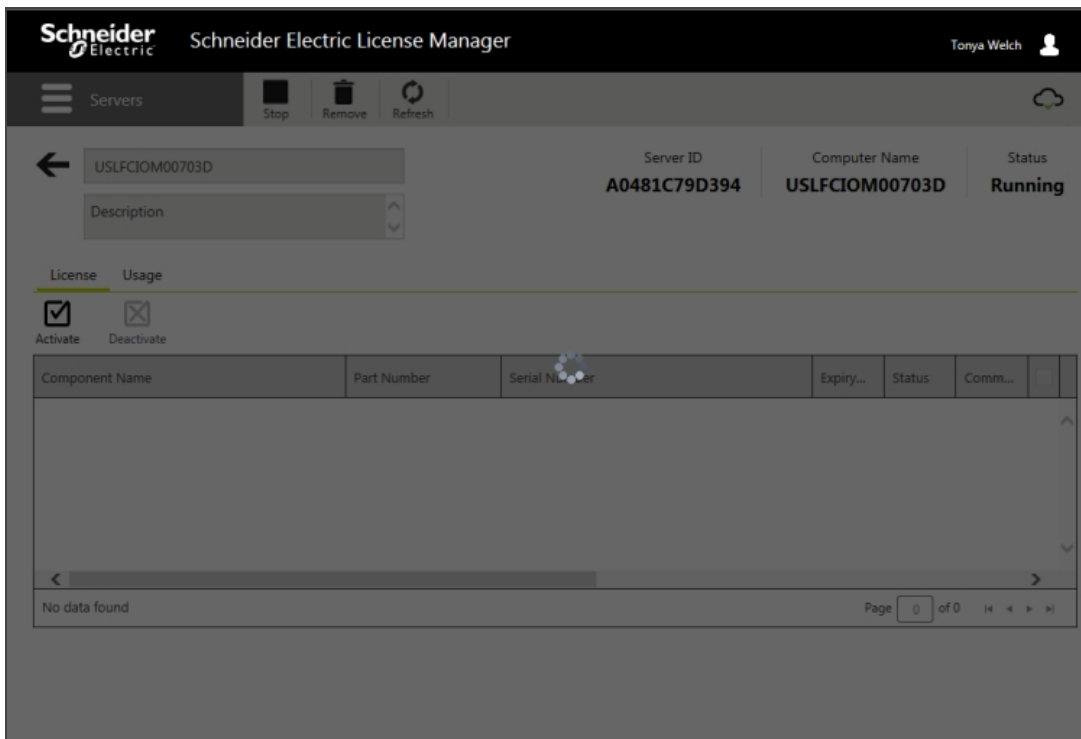 Schneider Electric
Schneider Electric License Manager
Tonya Welch
Servers
Stop
Remove
Refresh
USLFCIOM00703D
Description
Server ID
A0481C79D394
Computer Name
USLFCIOM00703D
Status
Running
License
Usage
Activate
Deactivate
Component Name
Part Number
Serial Number
Expiry...
Status
Comm...
No data found
Page 0 of 0